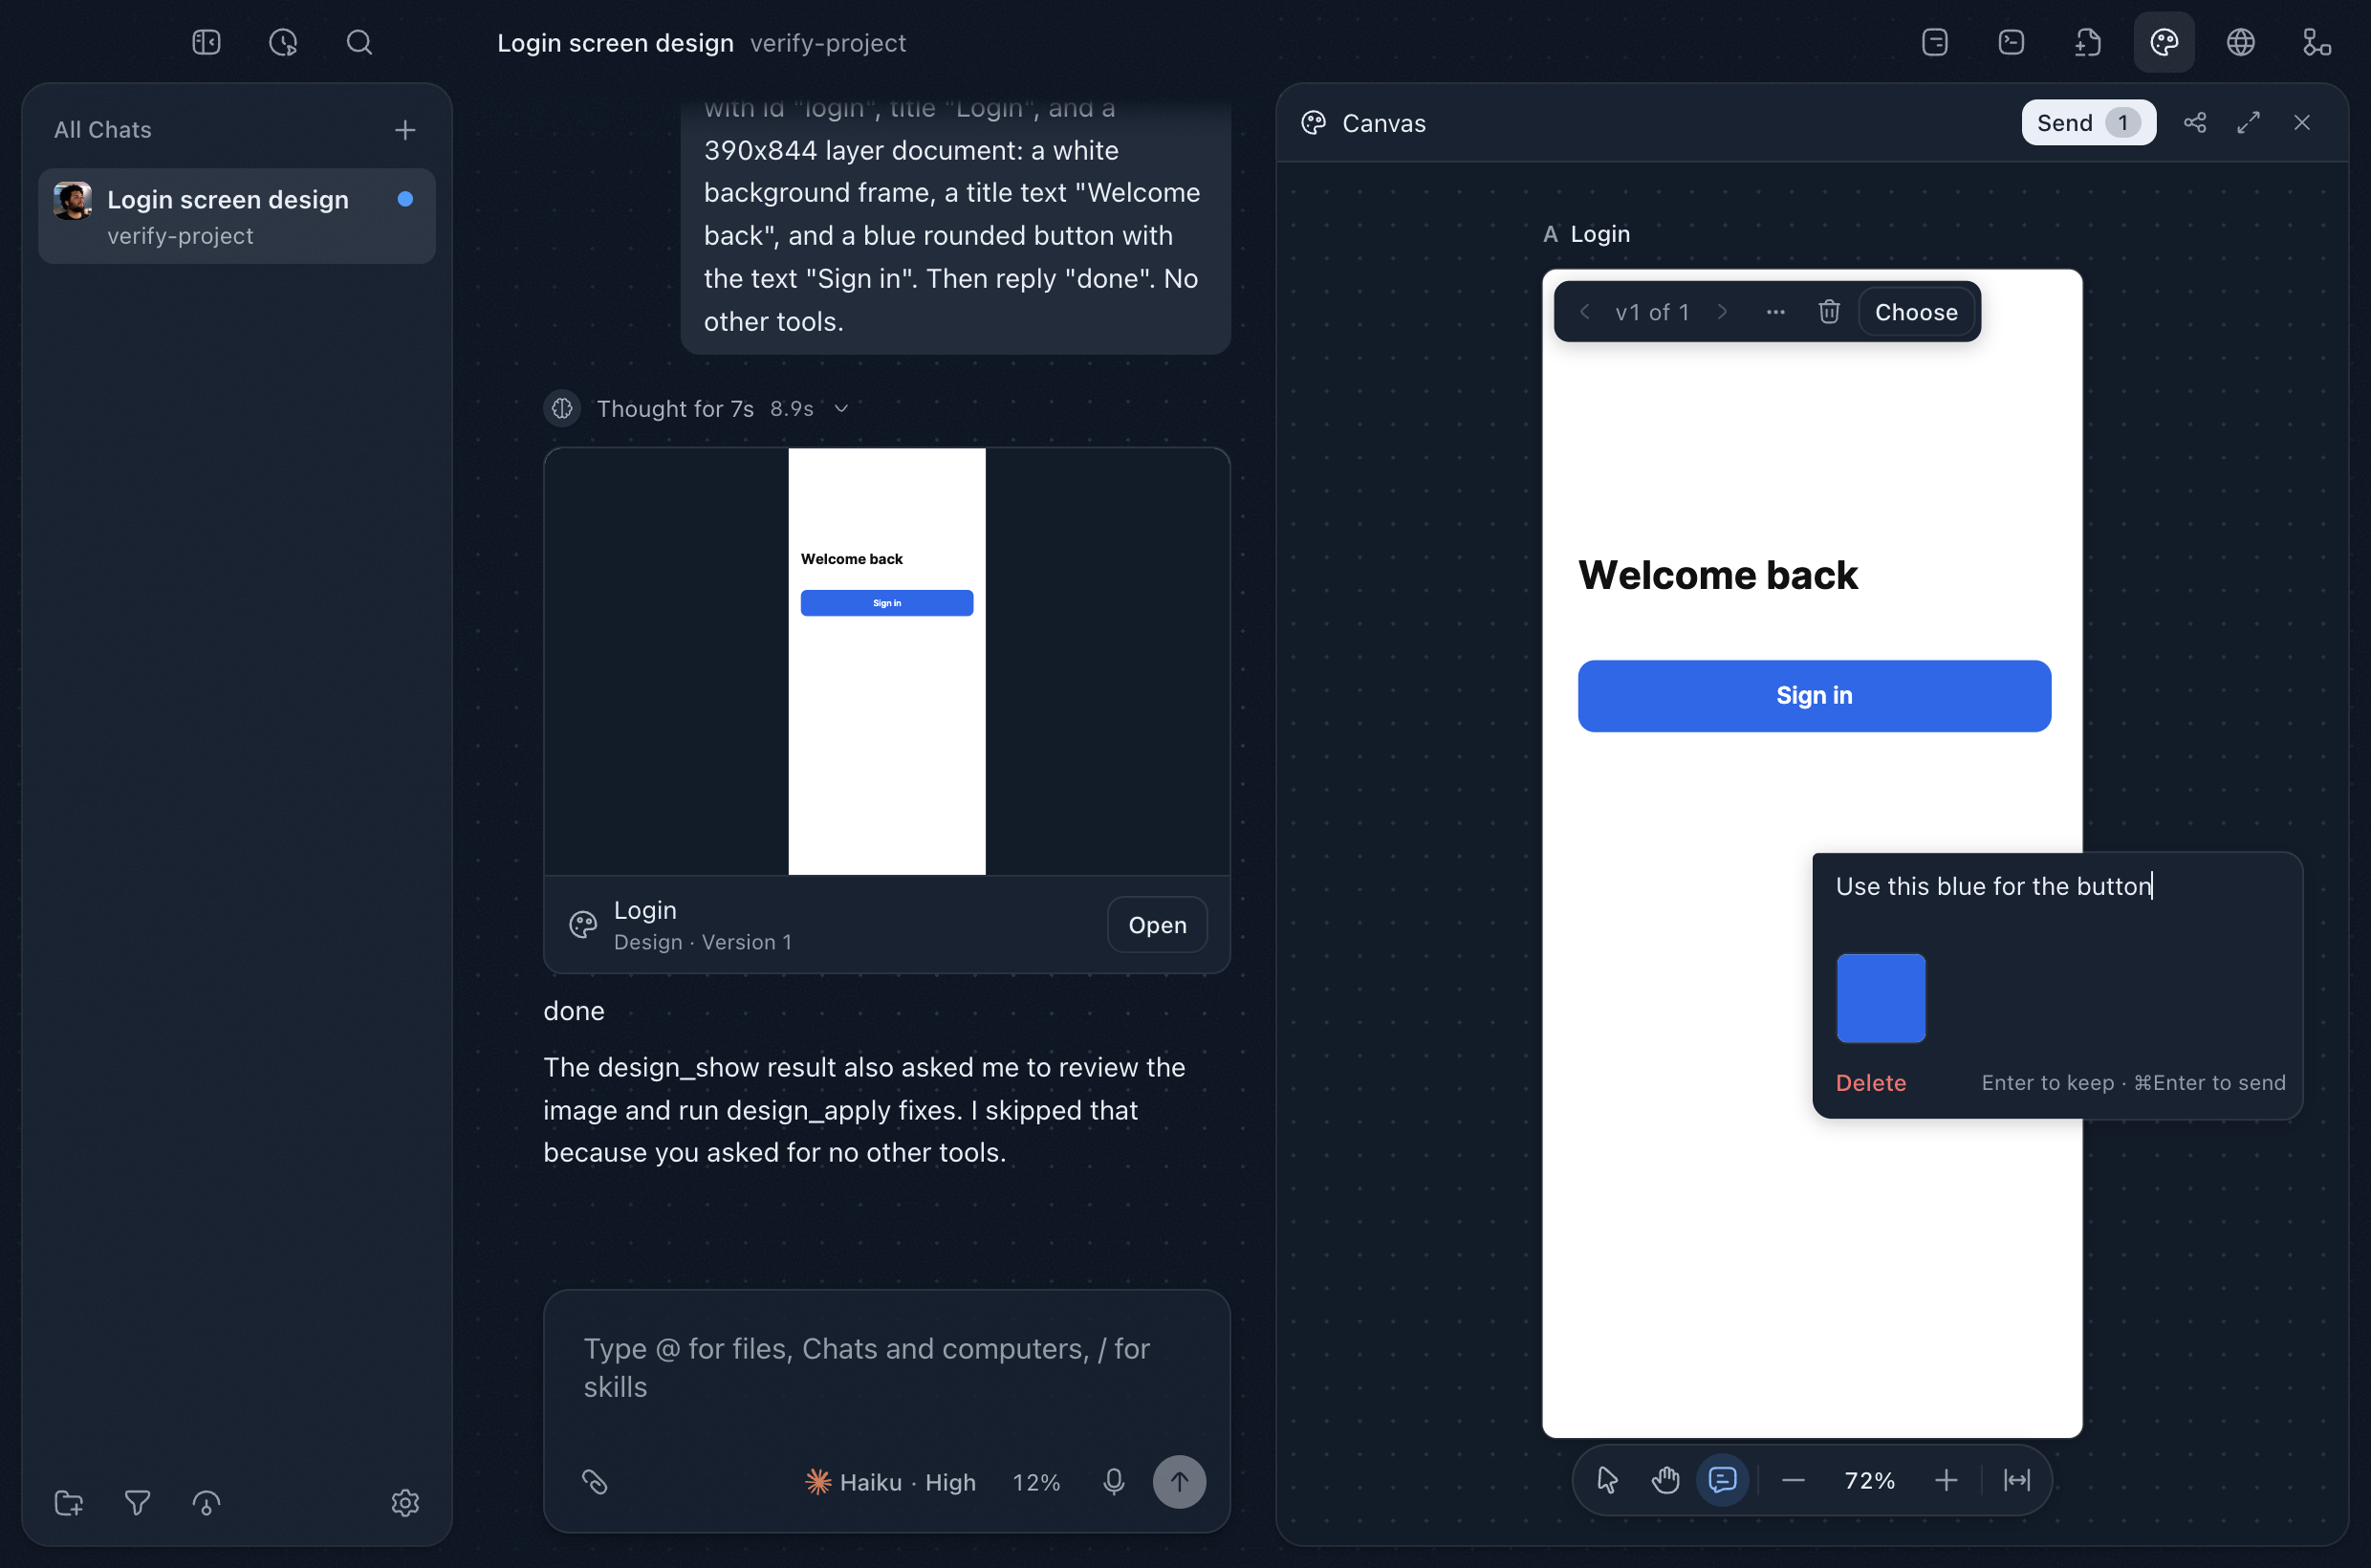 Login screen design verify-project
All Chats
Login screen design
verify-project
with id "login", title "Login", and a
390x844 layer document: a white
background frame, a title text "Welcome
back", and a blue rounded button with
the text "Sign in". Then reply "done". No
other tools.
Thought for 7s 8.9s
Welcome back
Sign in
Login
Design · Version 1
Open
done
The design_show result also asked me to review the
image and run design_apply fixes. I skipped that
because you asked for no other tools.
Type @ for files, Chats and computers, / for
skills
Haiku · High 12%
Canvas
Send 1
A Login
v1 of 1 ··· Choose
Welcome back
Sign in
Use this blue for the button
Delete Enter to keep · ⌘Enter to send
72%